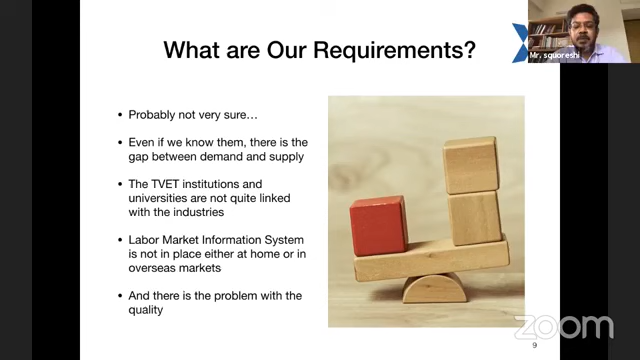 What are Our Requirements?
Mr. squoreshi
• Probably not very sure…
• Even if we know them, there is the
gap between demand and supply
• The TVET institutions and
universities are not quite linked
with the industries
• Labor Market Information System
is not in place either at home or in
overseas markets
• And there is the problem with the
quality
zoom
9